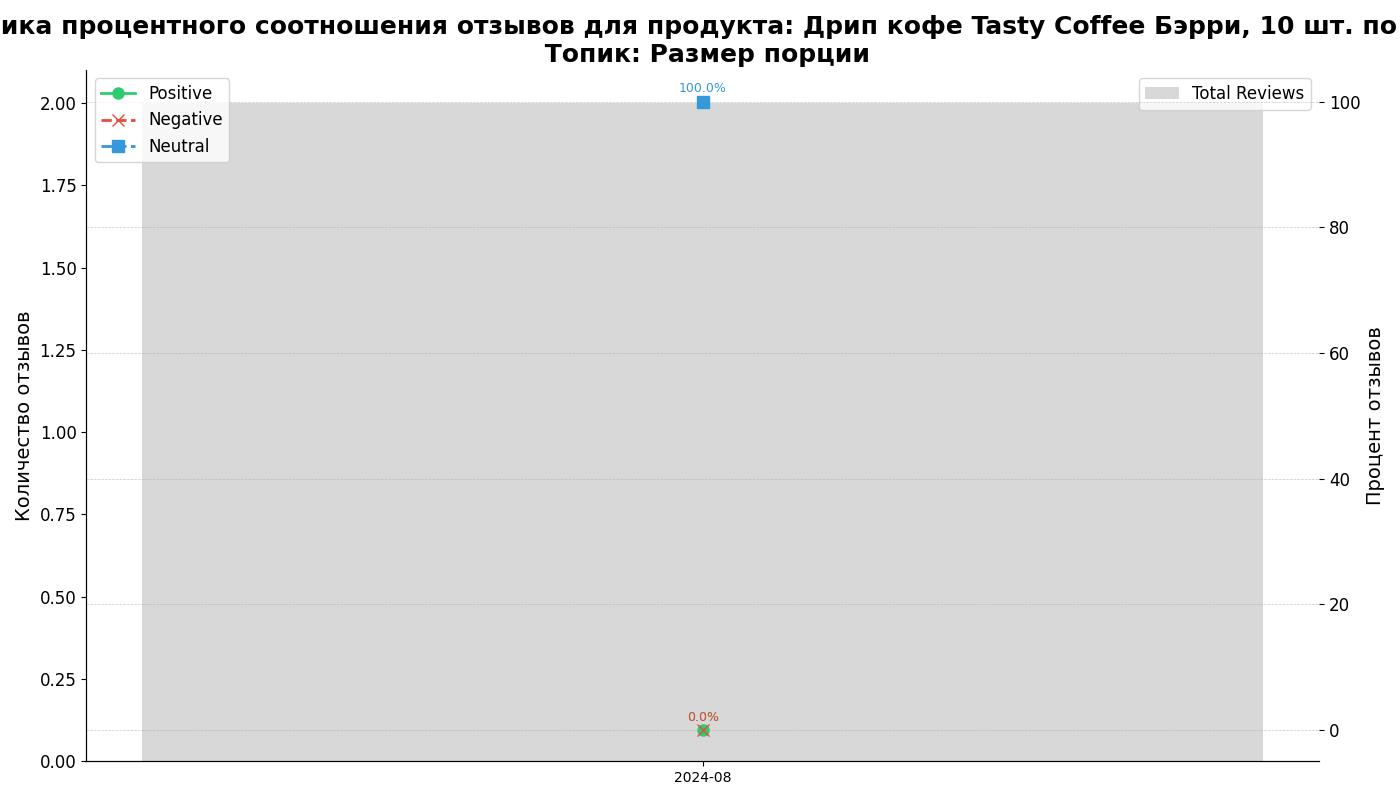 ика процентного соотношения отзывов для продукта: Дрип кофе Tasty Coffee Бэрри, 10 шт. по
Топик: Размер порции
Positive
Negative
Neutral
Total Reviews
100.0%
0.0%
Количество отзывов
2.00
1.75
1.50
1.25
1.00
0.75
0.50
0.25
0.00
Процент отзывов
100
80
60
40
20
0
2024-08